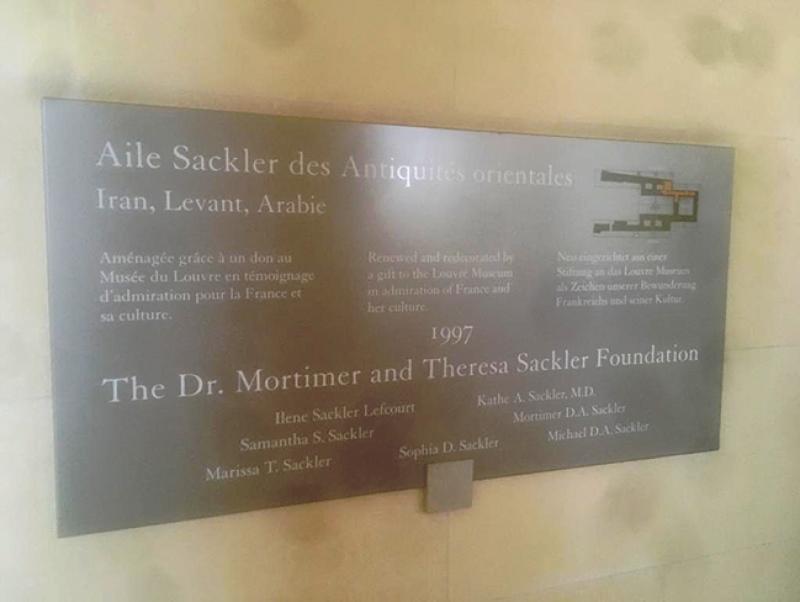 Aile Sackler des Antiquités orientales
Iran, Levant, Arabie
Aménagée grâce à un don au
Musée du Louvre en témoignage
d'admiration pour la France et
sa culture.
Renewed and redecorated by
a gift to the Louvre Museum
in admiration of France and
her culture.
Neu eingerichtet aus einer
Stiftung an das Louvre Museum
als Zeichen unserer Bewunderung
Frankreichs und seiner Kultur.
1997
The Dr. Mortimer and Theresa Sackler Foundation
Ilene Sackler Lefcourt
Kathe A. Sackler, M.D.
Samantha S. Sackler
Mortimer D.A. Sackler
Marissa T. Sackler
Sophia D. Sackler
Michael D.A. Sackler